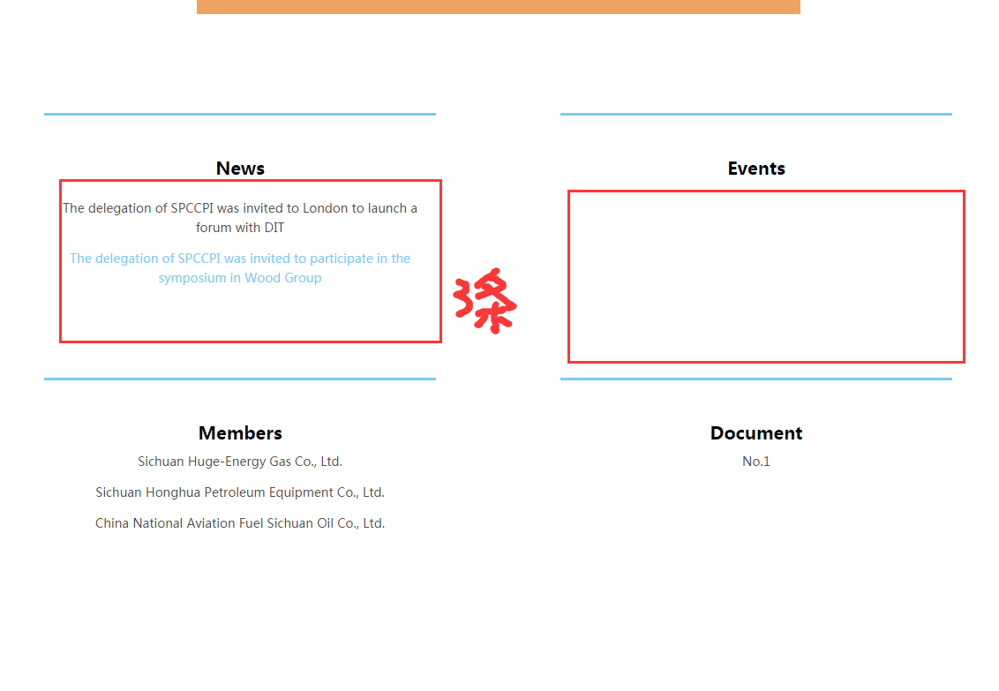 News
The delegation of SPCCPI was invited to London to launch a
forum with DIT
The delegation of SPCCPI was invited to participate in the
symposium in Wood Group
3条
Events
Members
Sichuan Huge-Energy Gas Co., Ltd.
Sichuan Honghua Petroleum Equipment Co., Ltd.
China National Aviation Fuel Sichuan Oil Co., Ltd.
Document
No.1